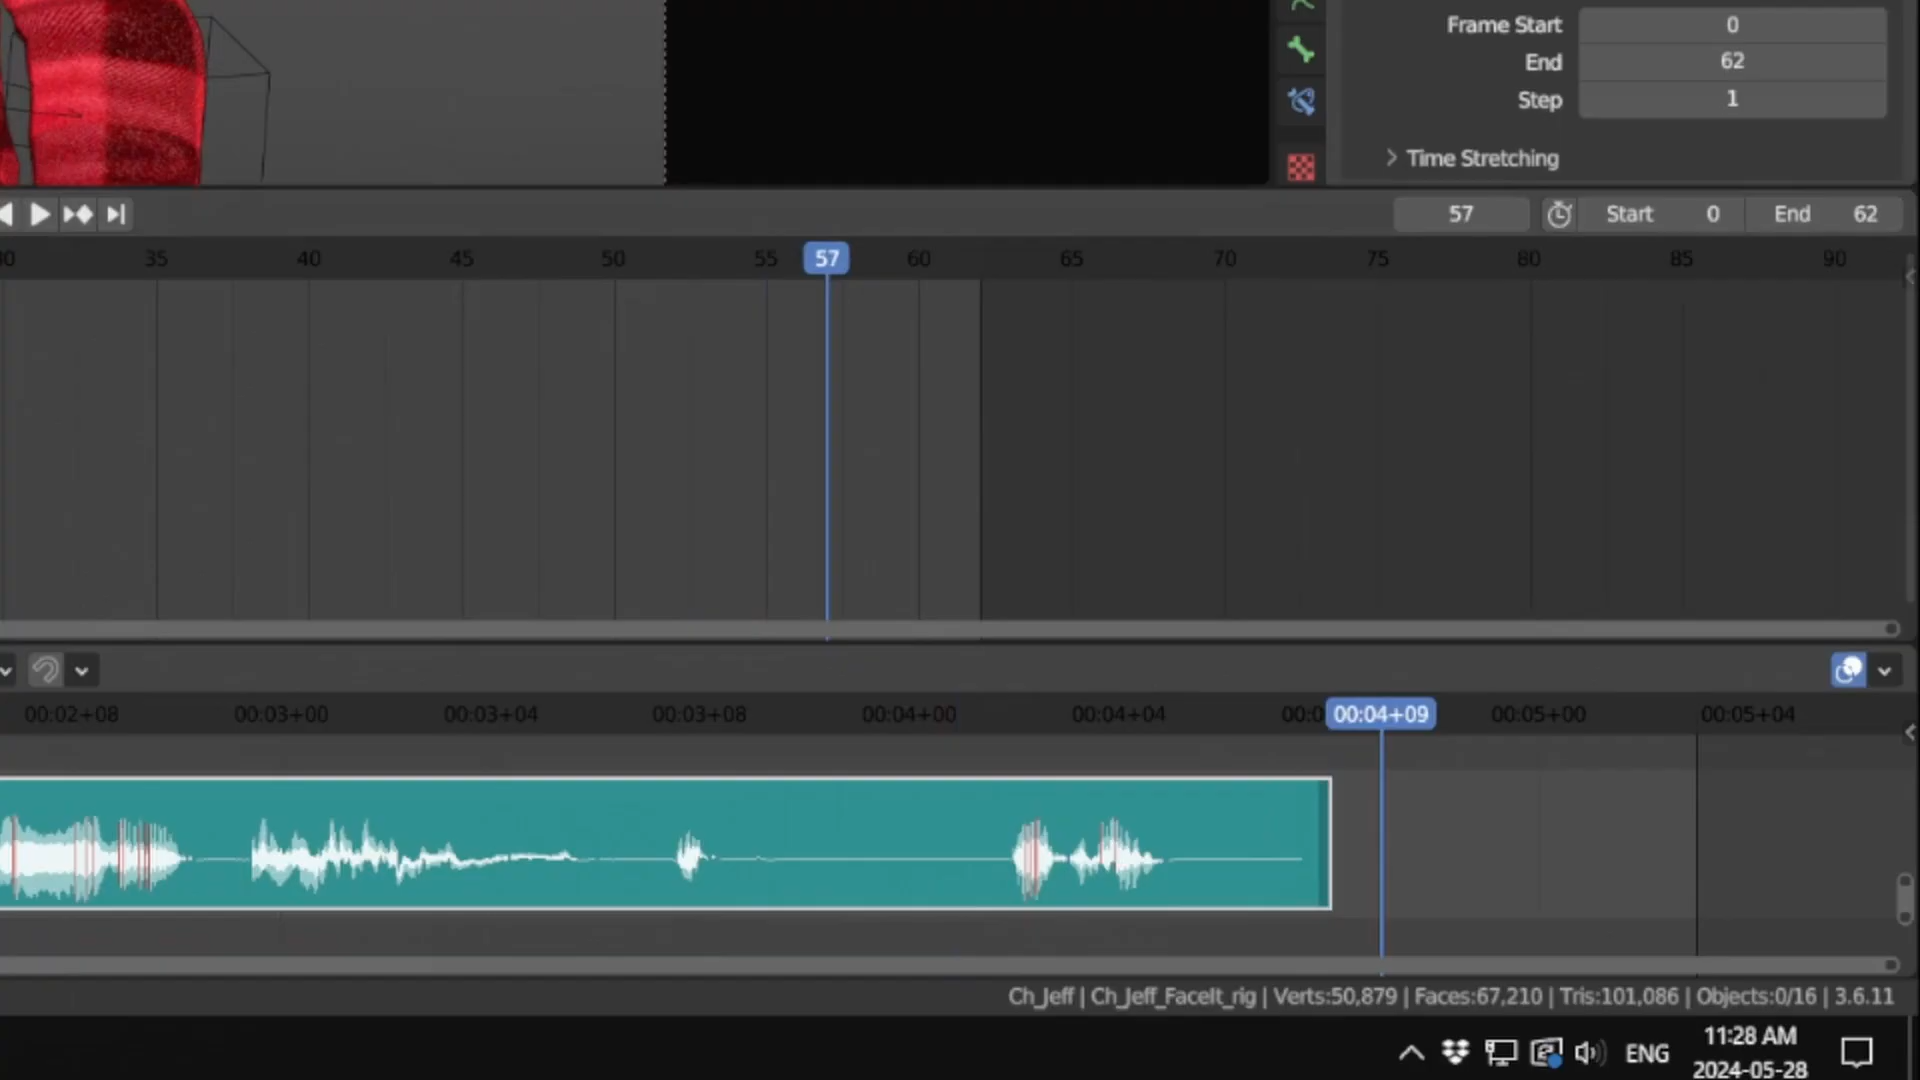 Frame Start 0
End 62
Step 1
Time Stretching
57 Start 0 End 62
35 40 45 50 55 57 60 65 70 75 80 85 90
00:02+08 00:03+00 00:03+04 00:03+08 00:04+00 00:04+04 00:04+09 00:05+00 00:05+04
Ch_Jeff | Ch_Jeff_FaceIt_rig | Verts:50,879 | Faces:67,210 | Tris:101,086 | Objects:0/16 | 3.6.11
ENG
11:28 AM
2024-05-28